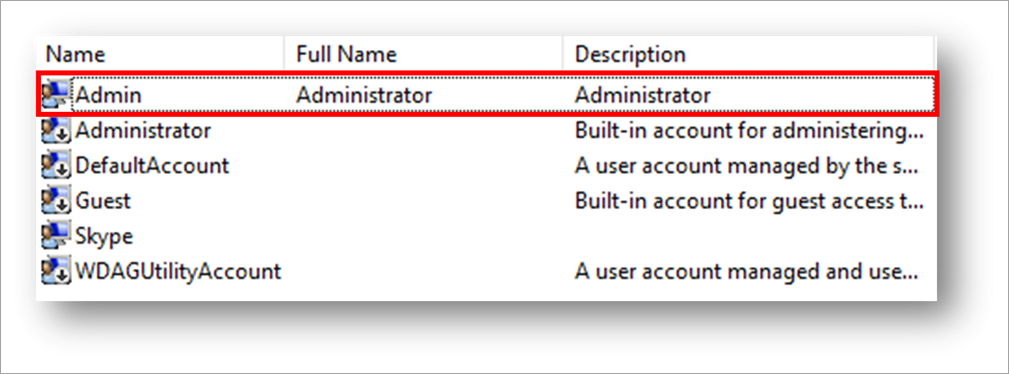 Name Full Name Description
Admin Administrator Administrator
Administrator Built-in account for administering...
DefaultAccount A user account managed by the s...
Guest Built-in account for guest access t...
Skype
WDAGUtilityAccount A user account managed and use...